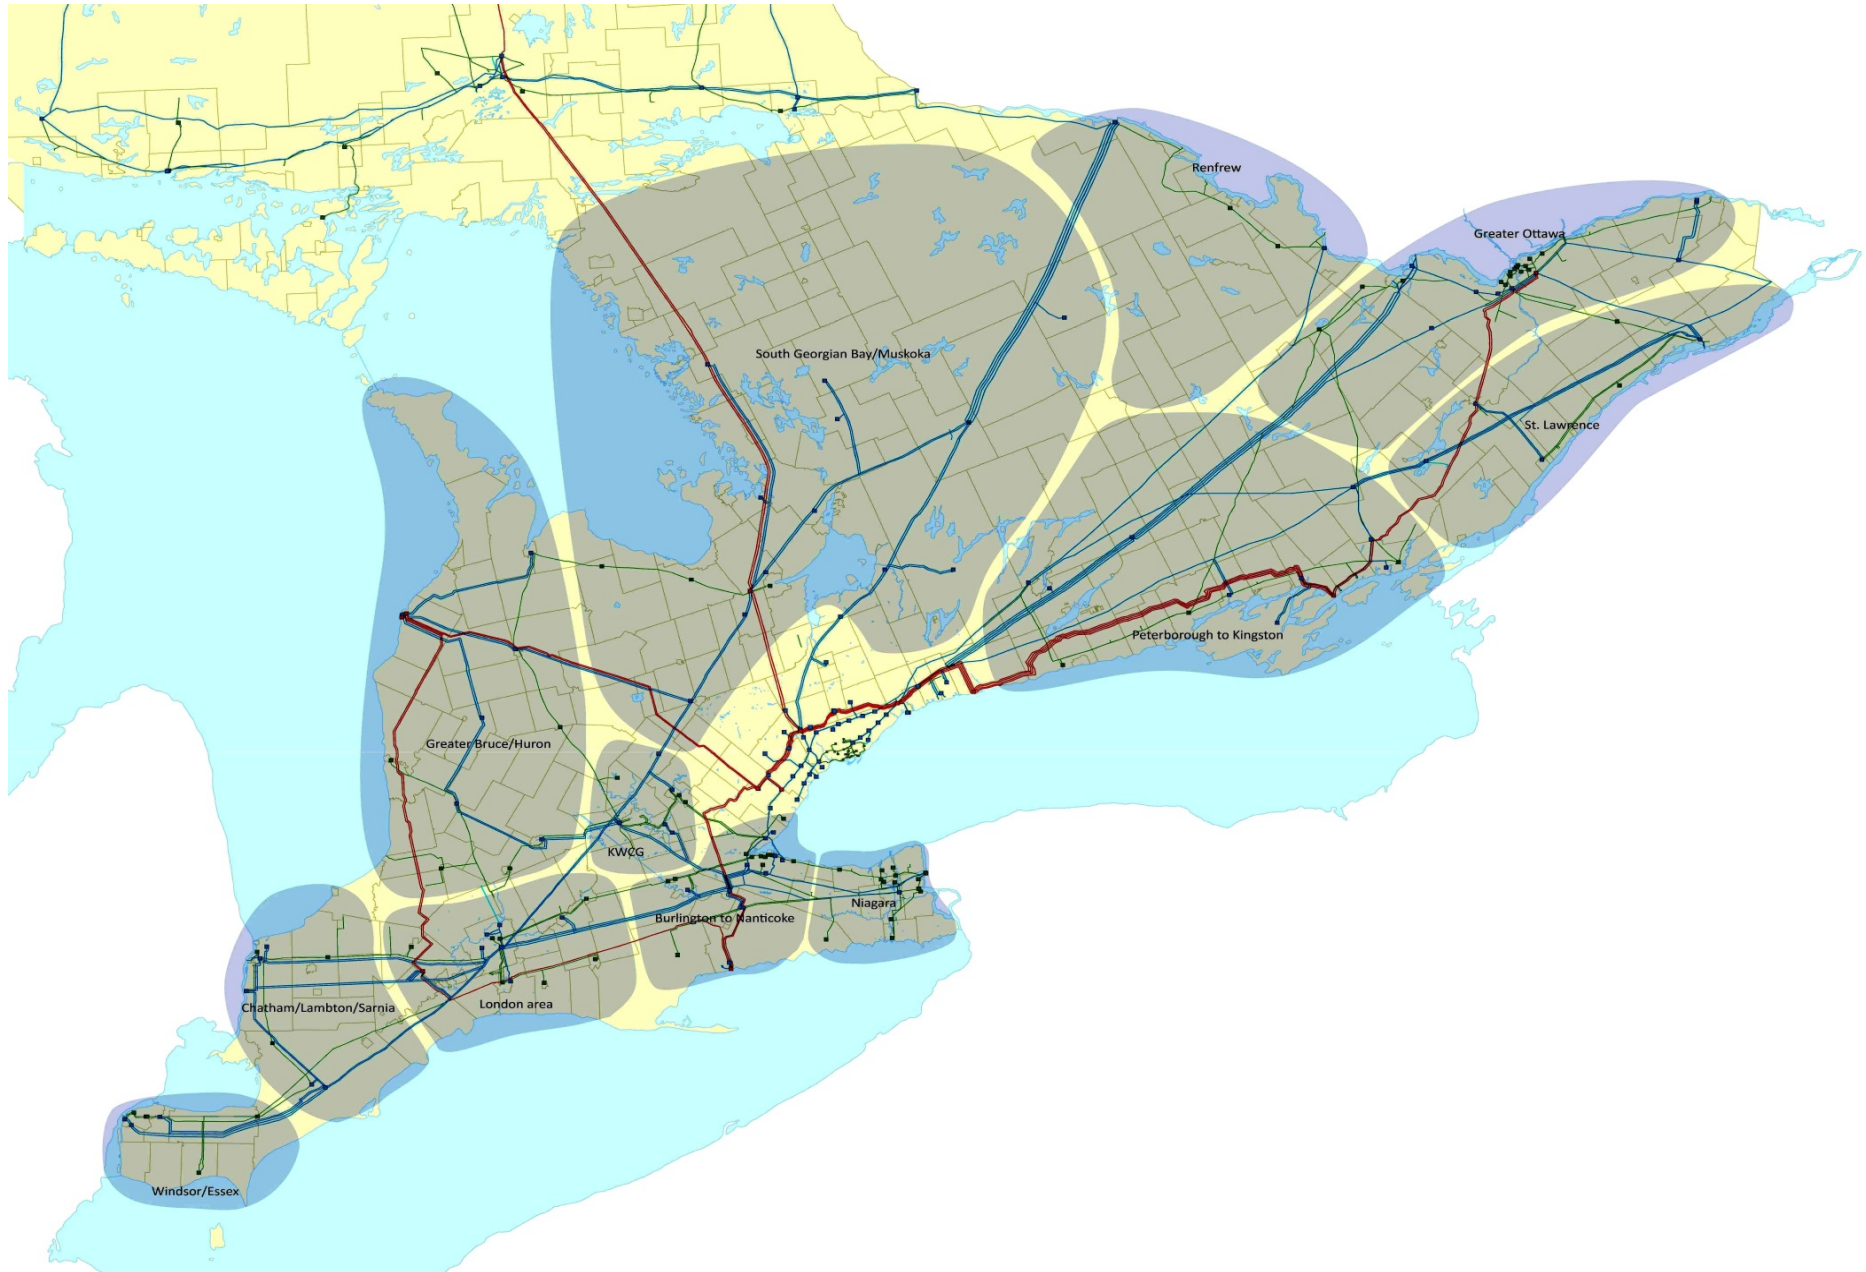 Renfrew
Greater Ottawa
South Georgian Bay/Muskoka
St. Lawrence
Peterborough to Kingston
Greater Bruce/Huron
KWCG
Niagara
Burlington to Nanticoke
London area
Chatham/Lambton/Sarnia
Windsor/Essex